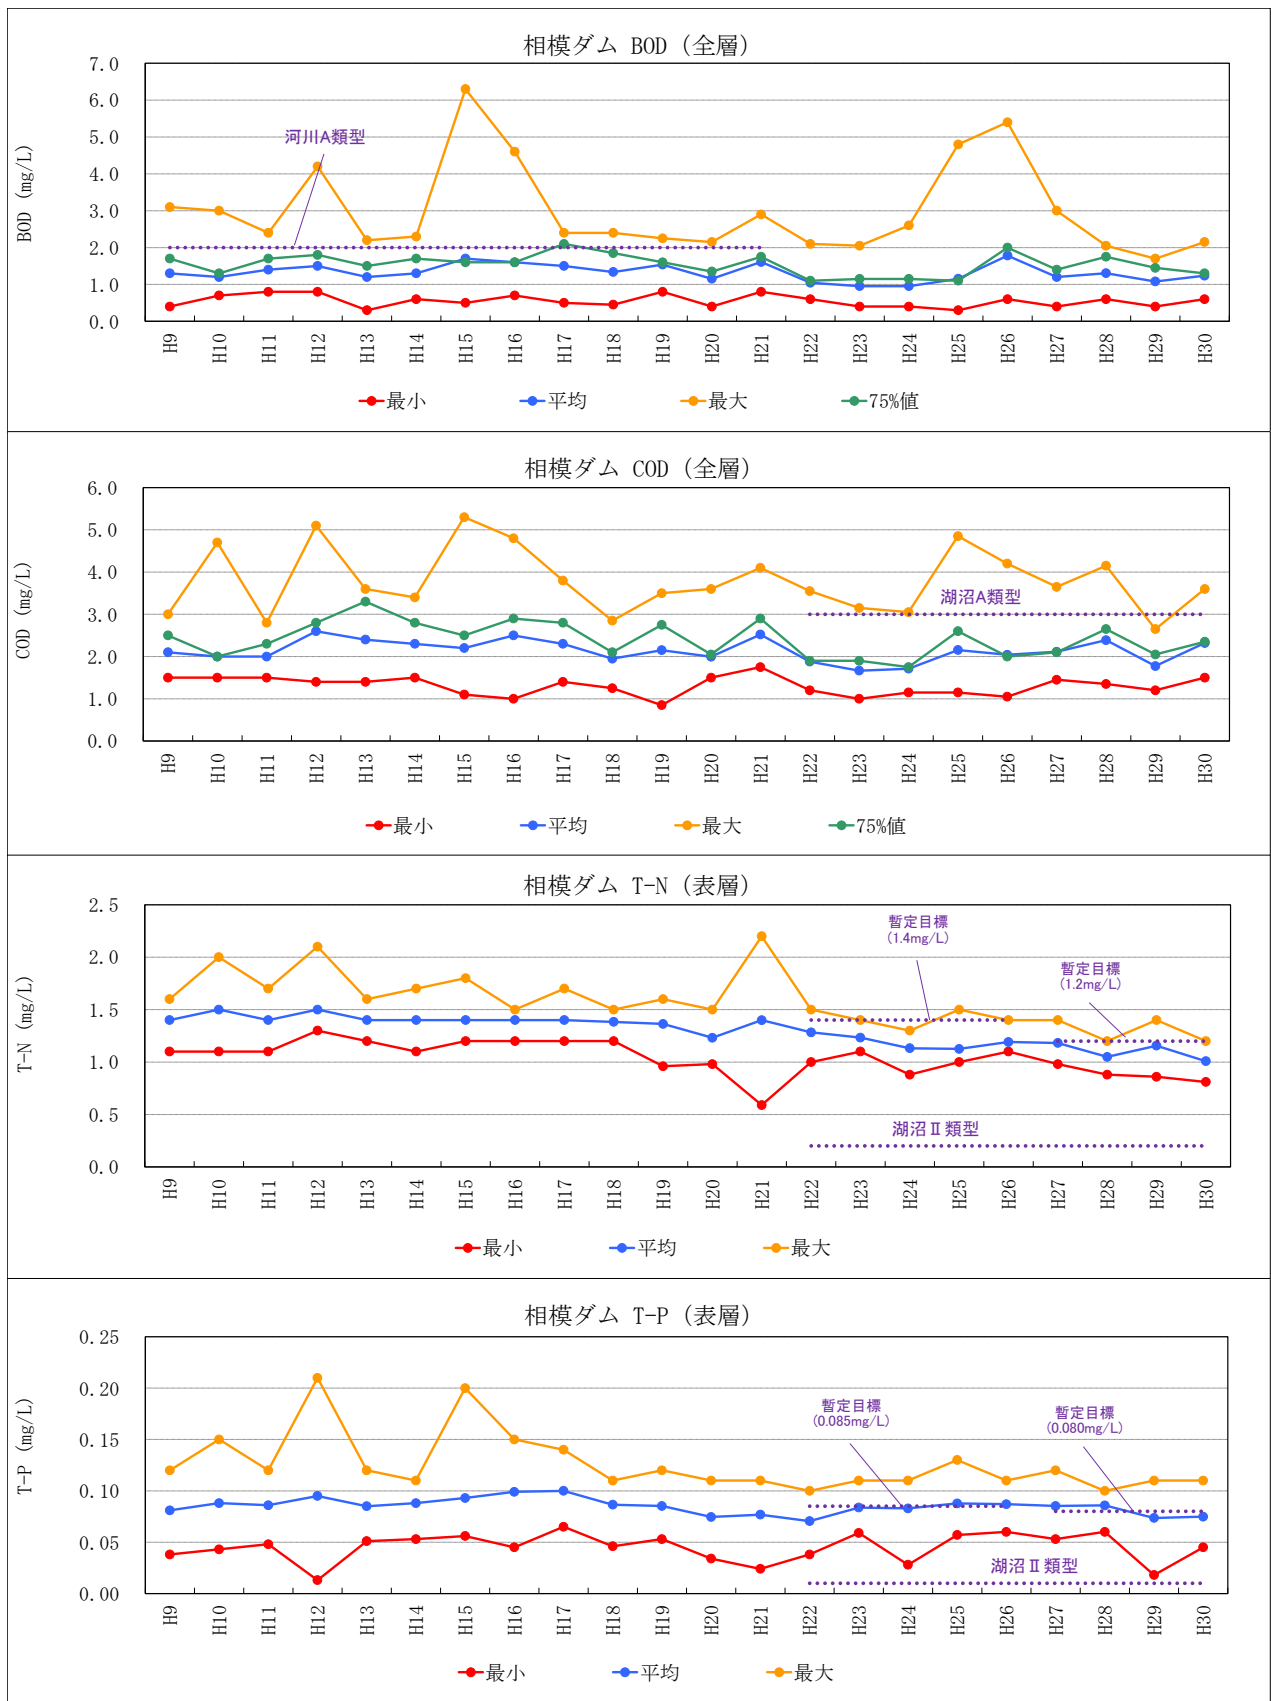 相模ダム BOD (全層)
BOD (mg/L)
7.0
6.0
5.0
4.0
3.0
2.0
1.0
0.0
河川A類型
H9 H10 H11 H12 H13 H14 H15 H16 H17 H18 H19 H20 H21 H22 H23 H24 H25 H26 H27 H28 H29 H30
最小 平均 最大 75%値
相模ダム COD (全層)
COD (mg/L)
6.0
5.0
4.0
3.0
2.0
1.0
0.0
湖沼A類型
H9 H10 H11 H12 H13 H14 H15 H16 H17 H18 H19 H20 H21 H22 H23 H24 H25 H26 H27 H28 H29 H30
最小 平均 最大 75%値
相模ダム T-N (表層)
T-N (mg/L)
2.5
2.0
1.5
1.0
0.5
0.0
暫定目標
(1.4mg/L)
暫定目標
(1.2mg/L)
湖沼Ⅱ類型
H9 H10 H11 H12 H13 H14 H15 H16 H17 H18 H19 H20 H21 H22 H23 H24 H25 H26 H27 H28 H29 H30
最小 平均 最大
相模ダム T-P (表層)
T-P (mg/L)
0.25
0.20
0.15
0.10
0.05
0.00
暫定目標
(0.085mg/L)
暫定目標
(0.080mg/L)
湖沼Ⅱ類型
H9 H10 H11 H12 H13 H14 H15 H16 H17 H18 H19 H20 H21 H22 H23 H24 H25 H26 H27 H28 H29 H30
最小 平均 最大